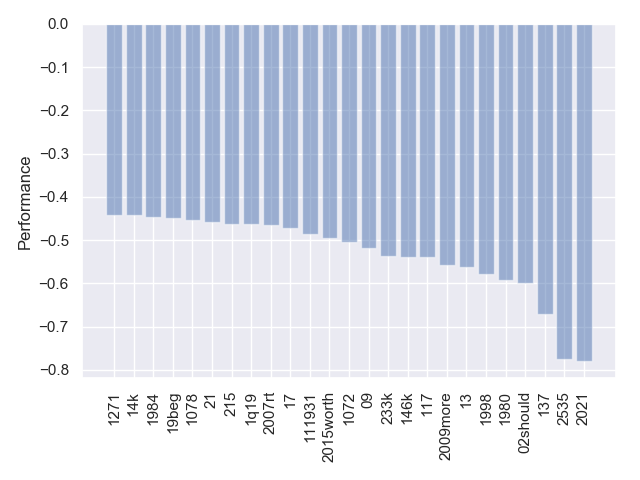 0.0
−0.1
−0.2
−0.3
−0.4
−0.5
−0.6
−0.7
−0.8
Performance
1271
14k
1984
19beg
1078
21
215
1q19
2007rt
17
111931
2015worth
1072
09
233k
146k
117
2009more
13
1998
1980
02should
137
2535
2021